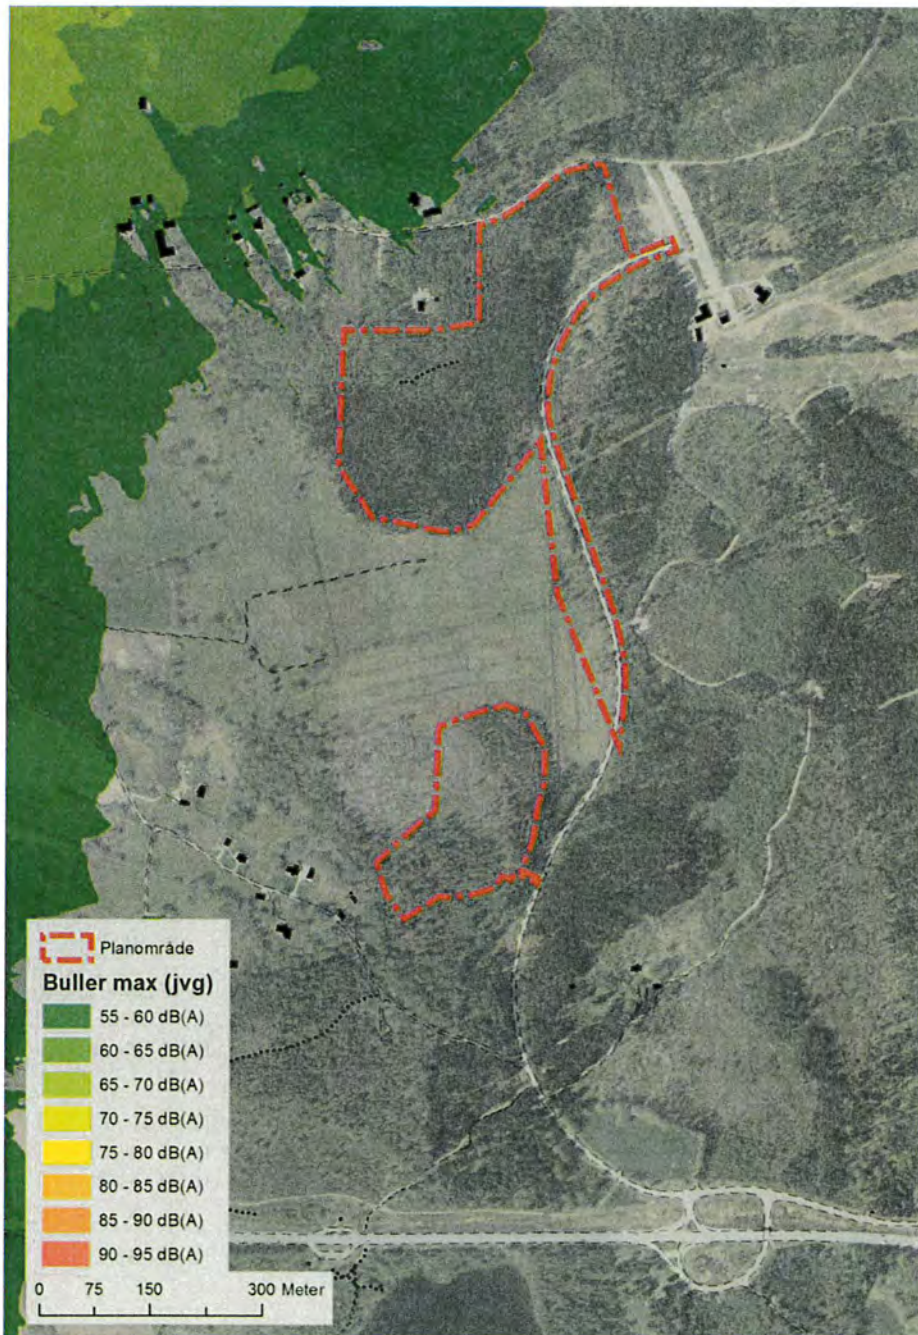 Planområde
Buller max (jvg)
55 - 60 dB(A)
60 - 65 dB(A)
65 - 70 dB(A)
70 - 75 dB(A)
75 - 80 dB(A)
80 - 85 dB(A)
85 - 90 dB(A)
90 - 95 dB(A)
0 75 150 300 Meter